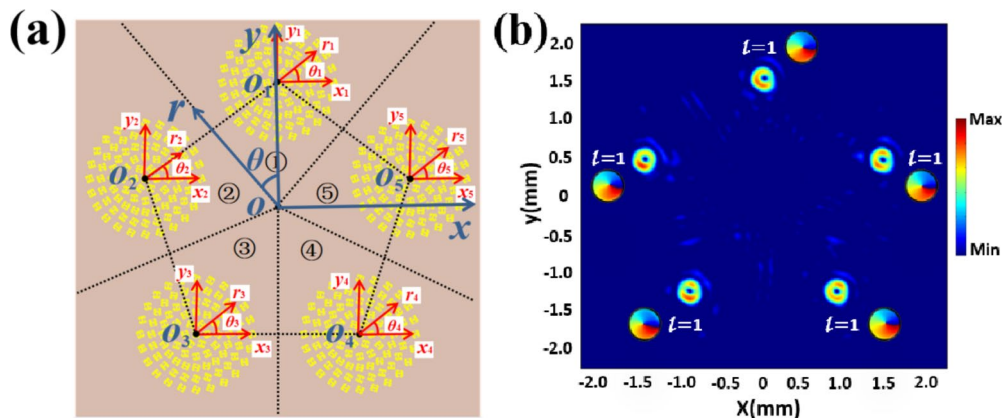 (a)
y
y₁
r₁
θ₁
x₁
O₁
r
θ
①
y₂
r₂
θ₂
x₂
O₂
②
y₅
r₅
θ₅
x₅
O₅
⑤
O
x
③
④
y₃
r₃
θ₃
x₃
O₃
y₄
r₄
θ₄
x₄
O₄
(b)
2.0
1.5
1.0
0.5
0
-0.5
-1.0
-1.5
-2.0
y(mm)
l=1
l=1
l=1
l=1
l=1
-2.0 -1.5 -1.0 -0.5 0 0.5 1.0 1.5 2.0
X(mm)
Max
Min